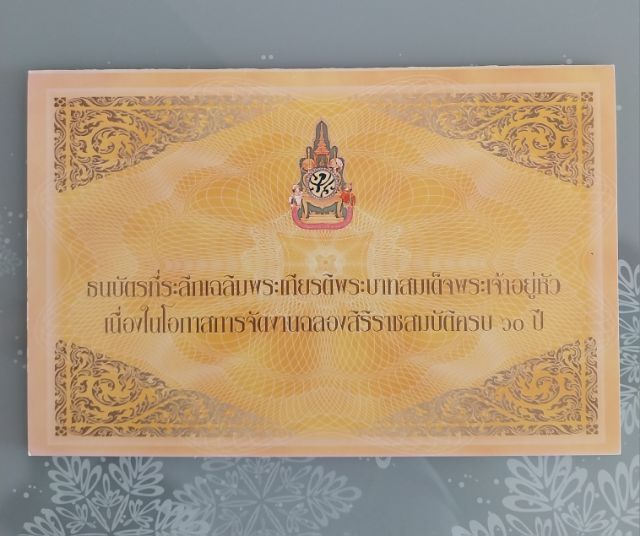 ธนบัตรที่ระลึกเฉลิมพระเกียรติพระบาทสมเด็จพระเจ้าอยู่หัว
เนื่องในโอกาสการจัดงานฉลองสิริราชสมบัติครบ ๖๐ ปี